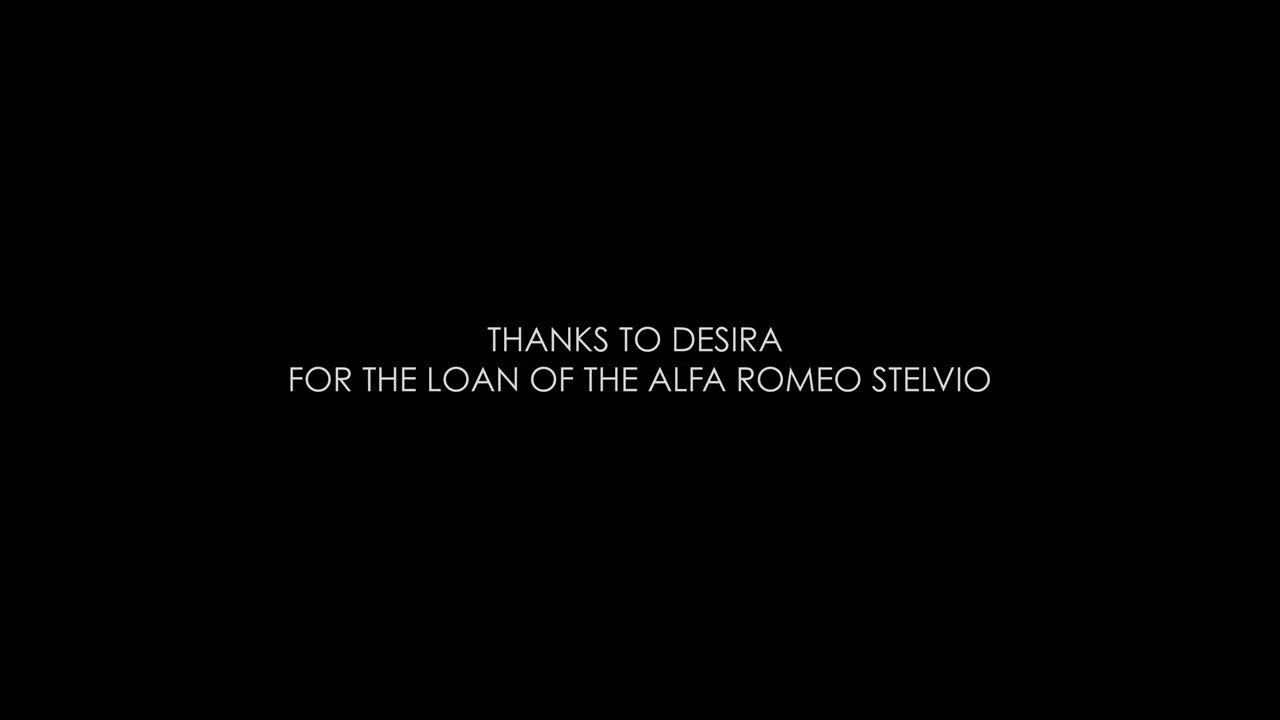 THANKS TO DESIRA
FOR THE LOAN OF THE ALFA ROMEO STELVIO